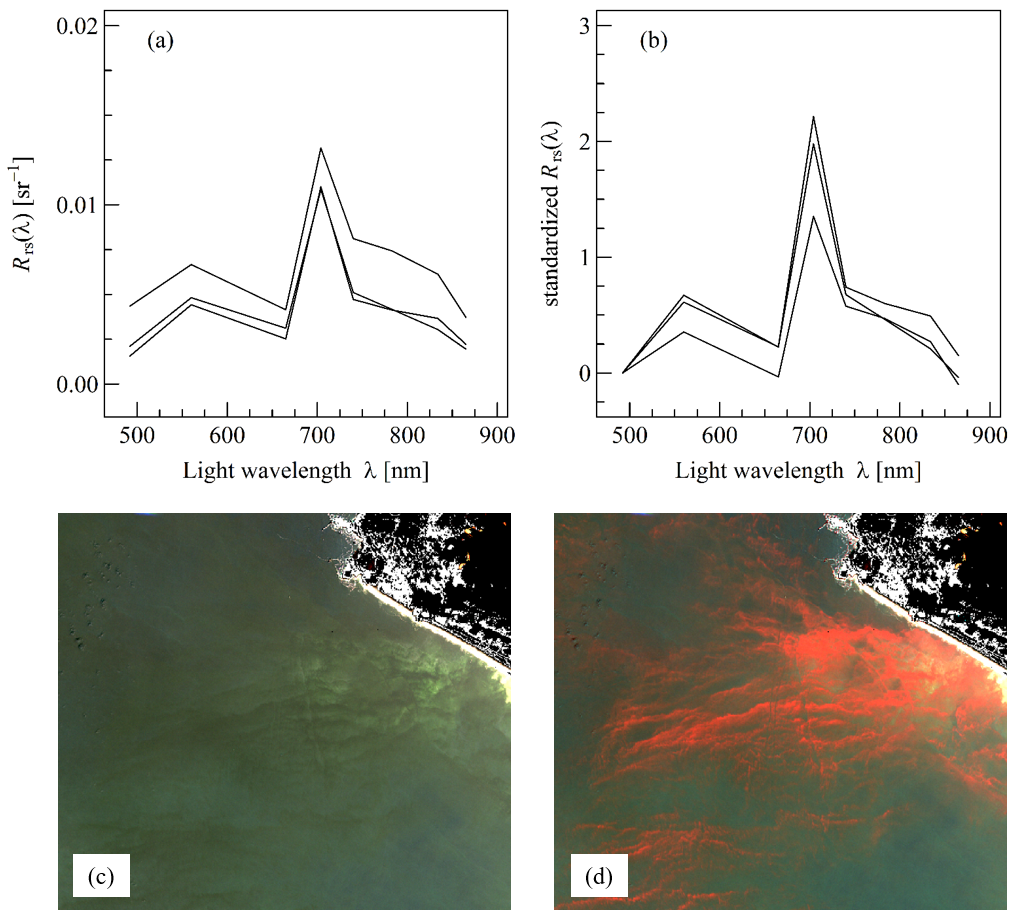 (a)
0.02
0.01
0.00
Rrs(λ) [sr−1]
500 600 700 800 900
Light wavelength λ [nm]
(b)
3
2
1
0
standardized Rrs(λ)
500 600 700 800 900
Light wavelength λ [nm]
(c)
(d)